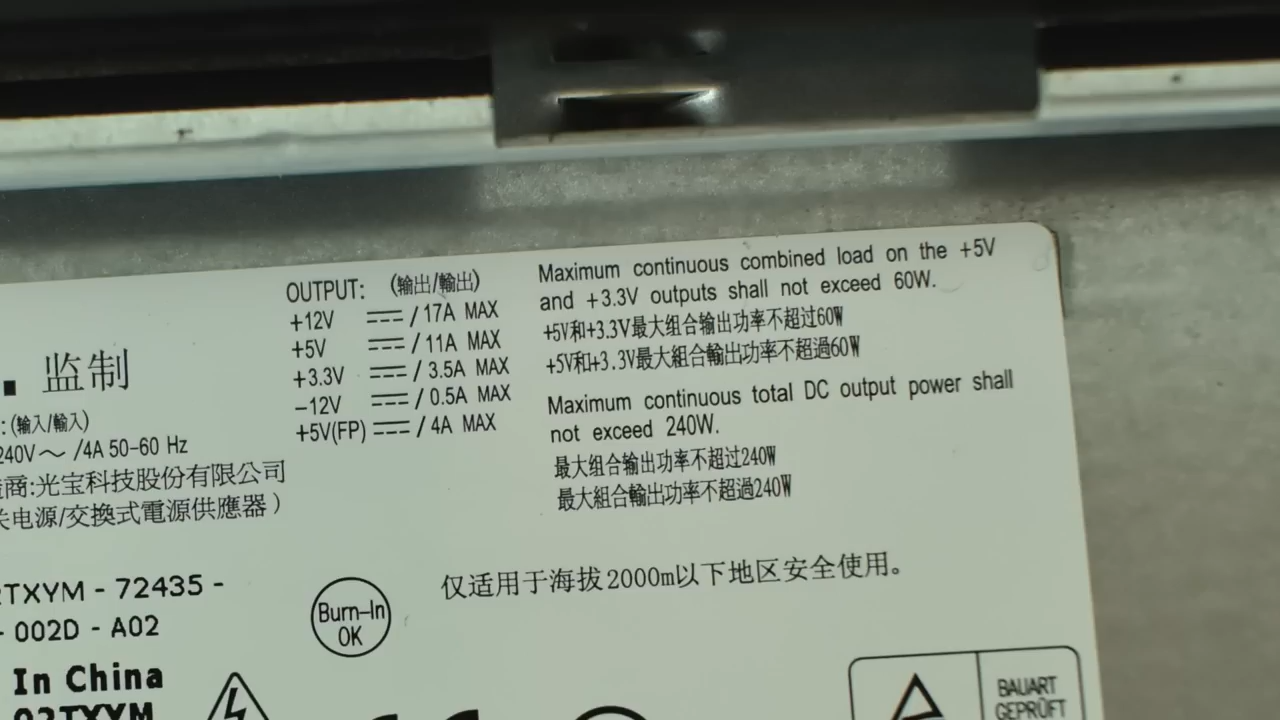 OUTPUT: (输出/輸出)
+12V ⎓ / 17A MAX
+5V ⎓ / 11A MAX
+3.3V ⎓ / 3.5A MAX
−12V ⎓ / 0.5A MAX
+5V(FP) ⎓ / 4A MAX
Maximum continuous combined load on the +5V
and +3.3V outputs shall not exceed 60W.
+5V和+3.3V最大组合输出功率不超过60W
+5V和+3.3V最大組合輸出功率不超過60W
Maximum continuous total DC output power shall
not exceed 240W.
最大组合输出功率不超过240W
最大組合輸出功率不超過240W
监制
:(输入/輸入)
240V～ /4A 50-60 Hz
商:光宝科技股份有限公司
电源/交換式電源供應器)
TXYM - 72435 -
- 002D - A02
In China
02TXYM
Burn-In
OK
仅适用于海拔2000m以下地区安全使用。
BAUART
GEPRÜFT